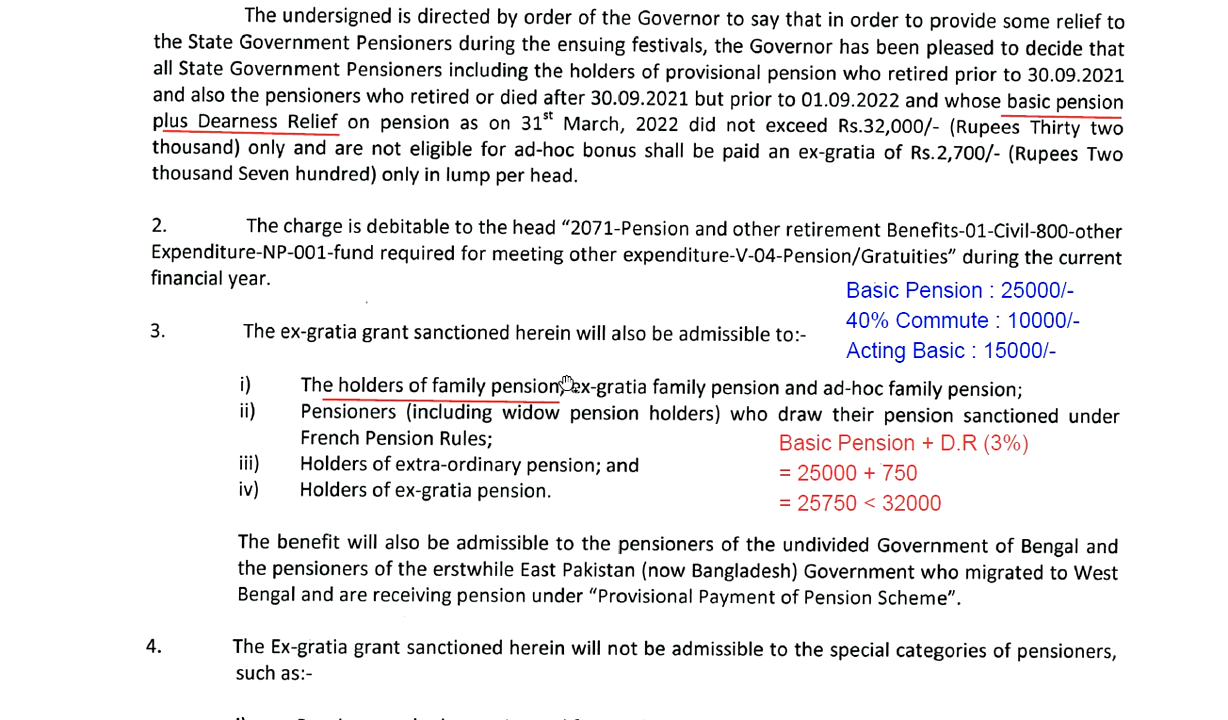 The undersigned is directed by order of the Governor to say that in order to provide some relief to
the State Government Pensioners during the ensuing festivals, the Governor has been pleased to decide that
all State Government Pensioners including the holders of provisional pension who retired prior to 30.09.2021
and also the pensioners who retired or died after 30.09.2021 but prior to 01.09.2022 and whose basic pension
plus Dearness Relief on pension as on 31st March, 2022 did not exceed Rs.32,000/- (Rupees Thirty two
thousand) only and are not eligible for ad-hoc bonus shall be paid an ex-gratia of Rs.2,700/- (Rupees Two
thousand Seven hundred) only in lump per head.
2. The charge is debitable to the head “2071-Pension and other retirement Benefits-01-Civil-800-other
Expenditure-NP-001-fund required for meeting other expenditure-V-04-Pension/Gratuities” during the current
financial year.
Basic Pension : 25000/-
40% Commute : 10000/-
Acting Basic : 15000/-
3. The ex-gratia grant sanctioned herein will also be admissible to:-
i) The holders of family pension, ex-gratia family pension and ad-hoc family pension;
ii) Pensioners (including widow pension holders) who draw their pension sanctioned under
French Pension Rules;
iii) Holders of extra-ordinary pension; and
iv) Holders of ex-gratia pension.
Basic Pension + D.R (3%)
= 25000 + 750
= 25750 < 32000
The benefit will also be admissible to the pensioners of the undivided Government of Bengal and
the pensioners of the erstwhile East Pakistan (now Bangladesh) Government who migrated to West
Bengal and are receiving pension under “Provisional Payment of Pension Scheme”.
4. The Ex-gratia grant sanctioned herein will not be admissible to the special categories of pensioners,
such as:-